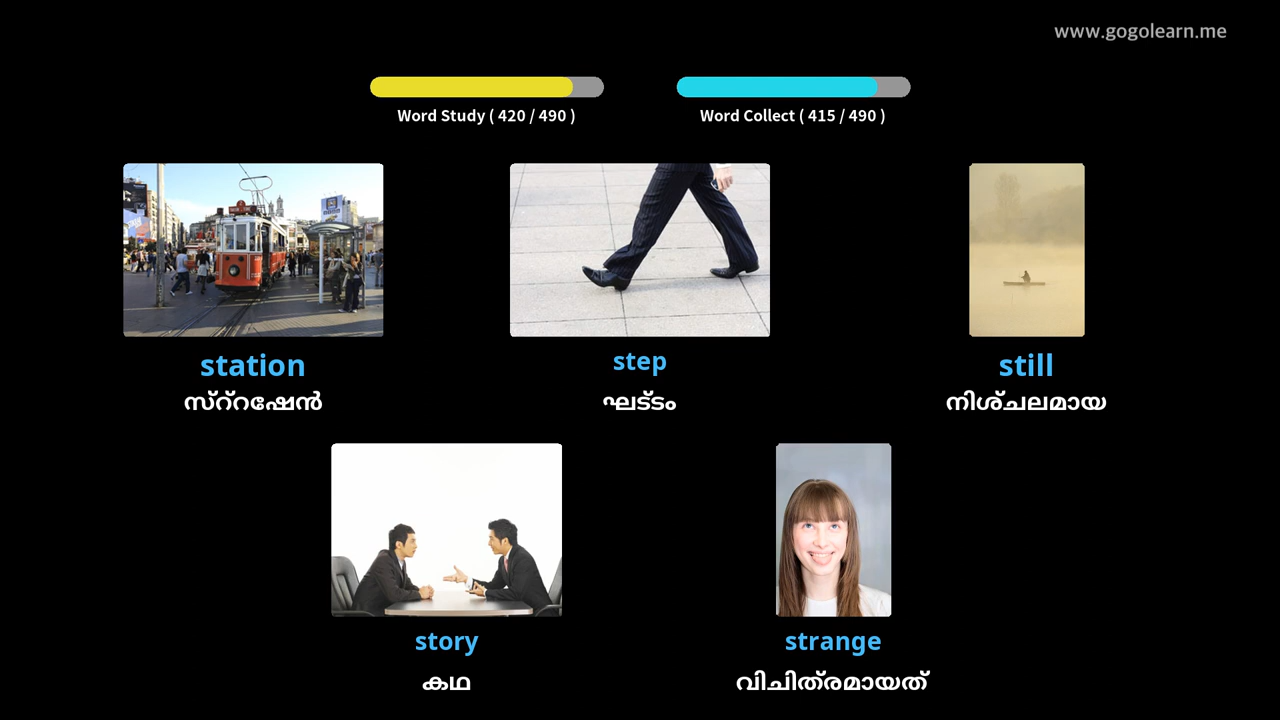 www.gogolearn.me
Word Study ( 420 / 490 )
Word Collect ( 415 / 490 )
station
step
still
സ്റ്റേഷൻ
ഘട്ടം
നിശ്ചലമായ
story
strange
കഥ
വിചിത്രമായത്